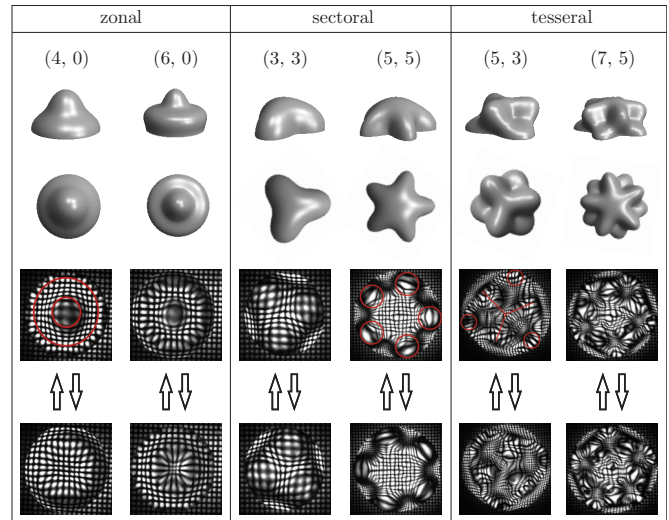 zonal sectoral tesseral
(4, 0) (6, 0) (3, 3) (5, 5) (5, 3) (7, 5)